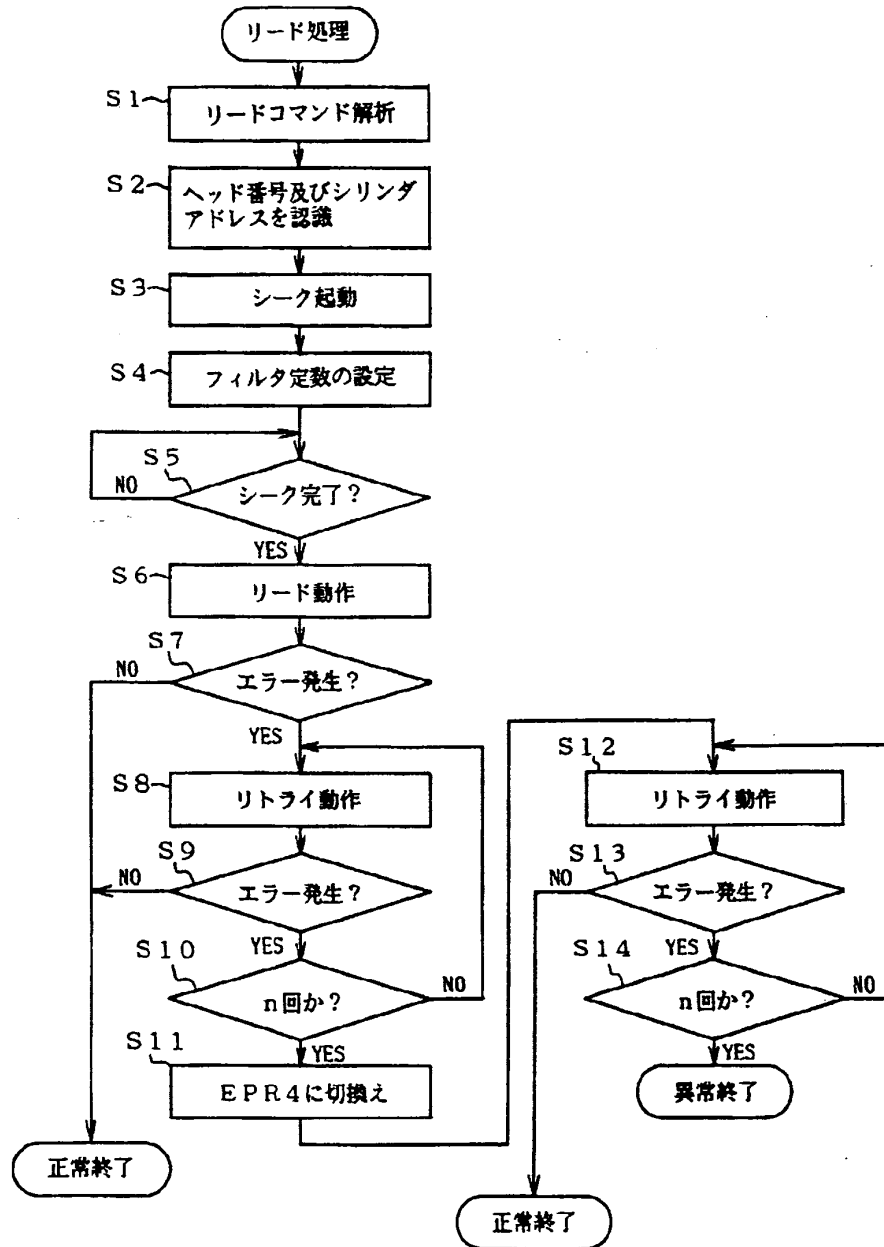 リード処理
S1
リードコマンド解析
S2
ヘッド番号及びシリンダ
アドレスを認識
S3
シーク起動
S4
フィルタ定数の設定
S5
NO
シーク完了?
YES
S6
リード動作
S7
NO
エラー発生?
YES
S8
リトライ動作
S9
NO
エラー発生?
YES
S10
n回か?
NO
YES
S11
EPR4に切換え
正常終了
S12
リトライ動作
S13
NO
エラー発生?
YES
S14
n回か?
NO
YES
異常終了
正常終了